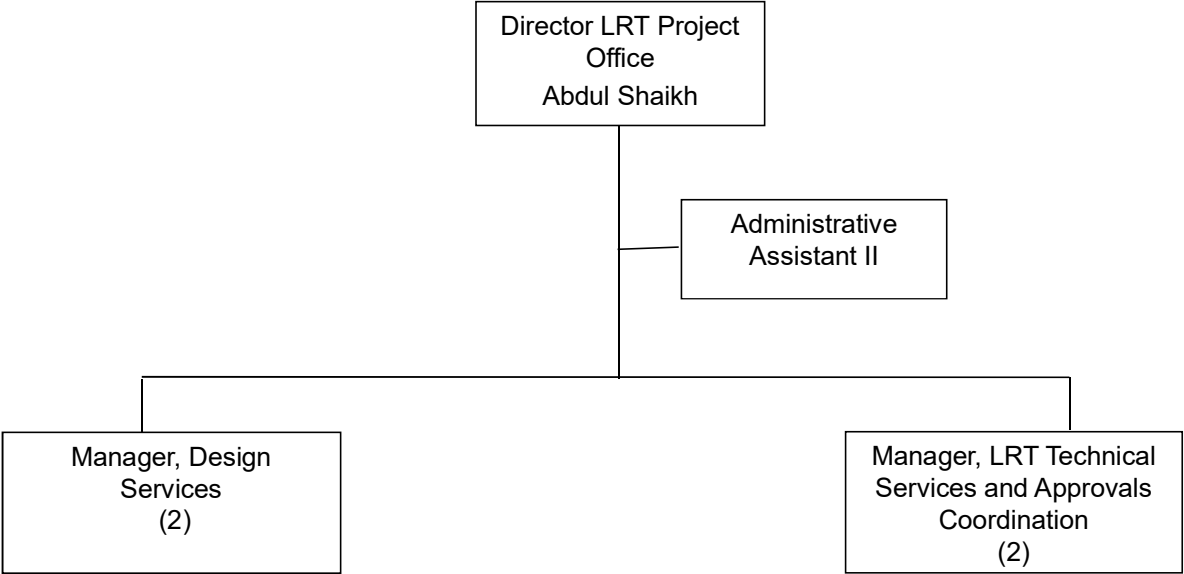 Director LRT Project
Office
Abdul Shaikh
Administrative
Assistant II
Manager, Design
Services
(2)
Manager, LRT Technical
Services and Approvals
Coordination
(2)